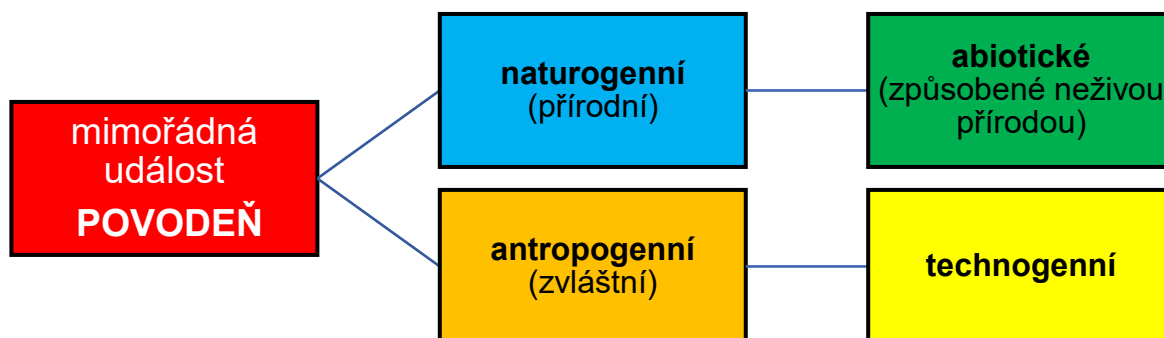 mimořádná
událost
POVODEŇ
naturogenní
(přírodní)
abiotické
(způsobené neživou
přírodou)
antropogenní
(zvláštní)
technogenní